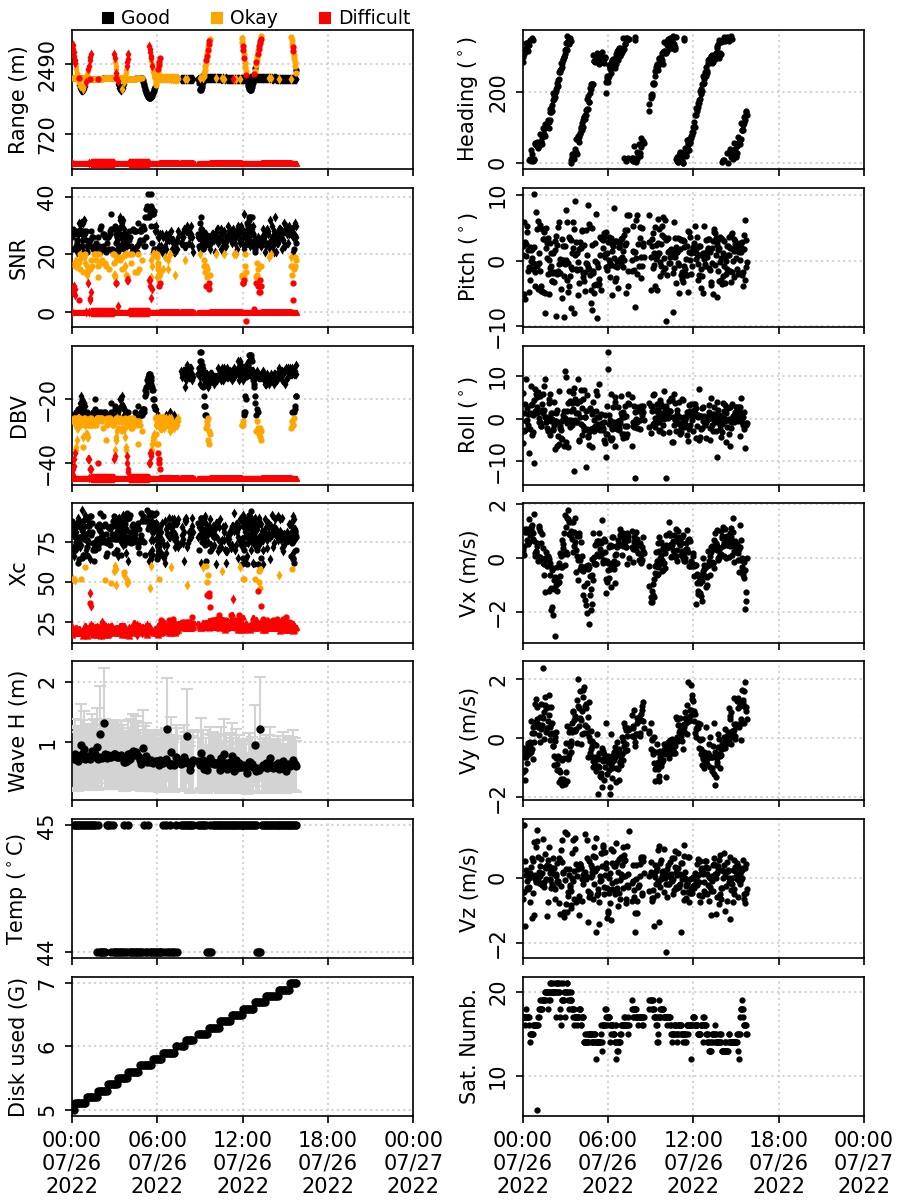 Good Okay Difficult
Range (m) 2490 720
Heading (°) 200 0
SNR 40 20 0
Pitch (°) 10 0 −10
DBV −20 −40
Roll (°) 10 0 −10
Xc 75 50 25
Vx (m/s) 2 0 −2
Wave H (m) 2 1
Vy (m/s) 2 0 −2
Temp (°C) 45 44
Vz (m/s) 0 −2
Disk used (G) 7 6 5
Sat. Numb. 20 10
00:00 06:00 12:00 18:00 00:00 00:00 06:00 12:00 18:00 00:00
07/26 07/26 07/26 07/26 07/27 07/26 07/26 07/26 07/26 07/27
2022 2022 2022 2022 2022 2022 2022 2022 2022 2022